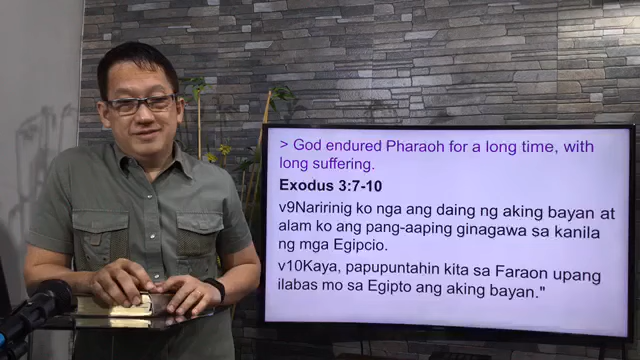 > God endured Pharaoh for a long time, with
long suffering.
Exodus 3:7-10
v9Naririnig ko nga ang daing ng aking bayan at
alam ko ang pang-aaping ginagawa sa kanila
ng mga Egipcio.
v10Kaya, papupuntahin kita sa Faraon upang
ilabas mo sa Egipto ang aking bayan."